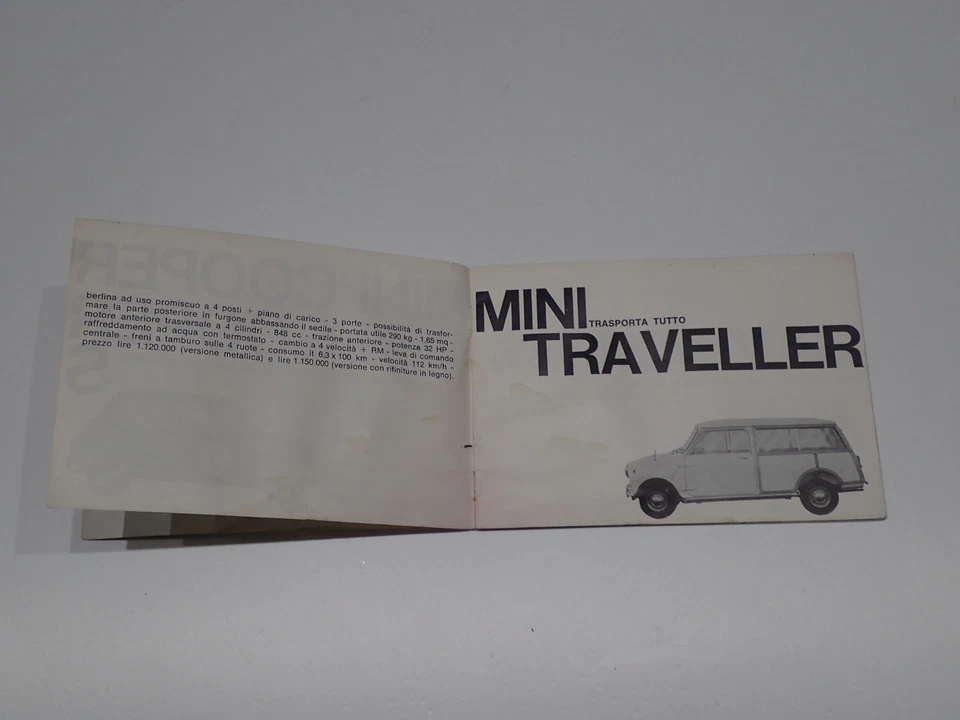 berlina ad uso promiscuo a 4 posti + piano di carico - 3 porte - possibilità di trasfor-
mare la parte posteriore in furgone abbassando il sedile - portata utile 290 kg - 1,65 mq -
motore anteriore trasversale a 4 cilindri - 848 cc - trazione anteriore - potenza 32 HP -
raffreddamento ad acqua con termostato - cambio a 4 velocità + RM - leva di comando
centrale - freni a tamburo sulle 4 ruote - consumo lt 6,3 x 100 km - velocità 112 km/h -
prezzo lire 1.120.000 (versione metallica) e lire 1.150.000 (versione con rifiniture in legno).
MINI
TRASPORTA TUTTO
TRAVELLER
MINI-COOPER
S